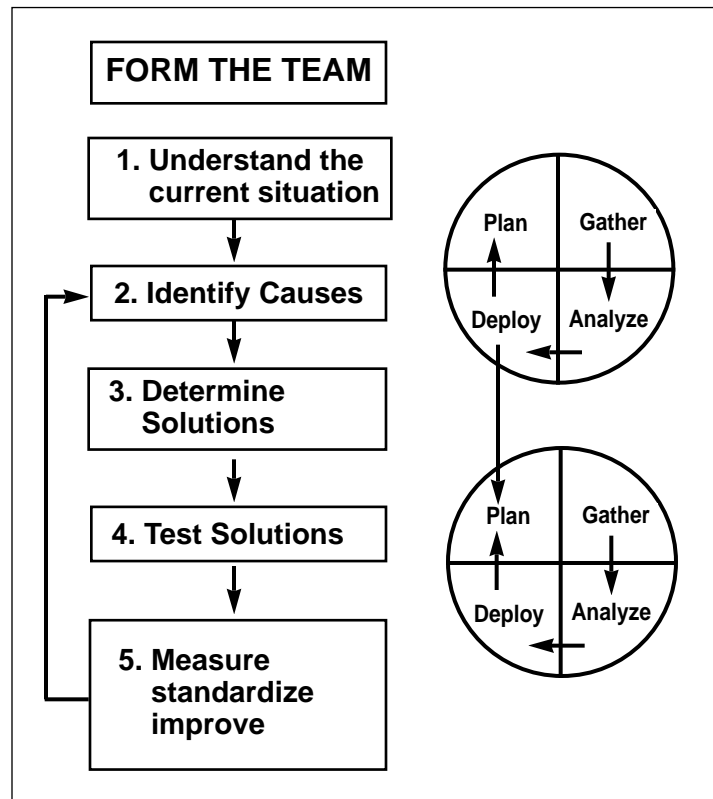 FORM THE TEAM
1. Understand the
current situation
2. Identify Causes
3. Determine
Solutions
4. Test Solutions
5. Measure
standardize
improve
Plan
Gather
Deploy
Analyze
Plan
Gather
Deploy
Analyze